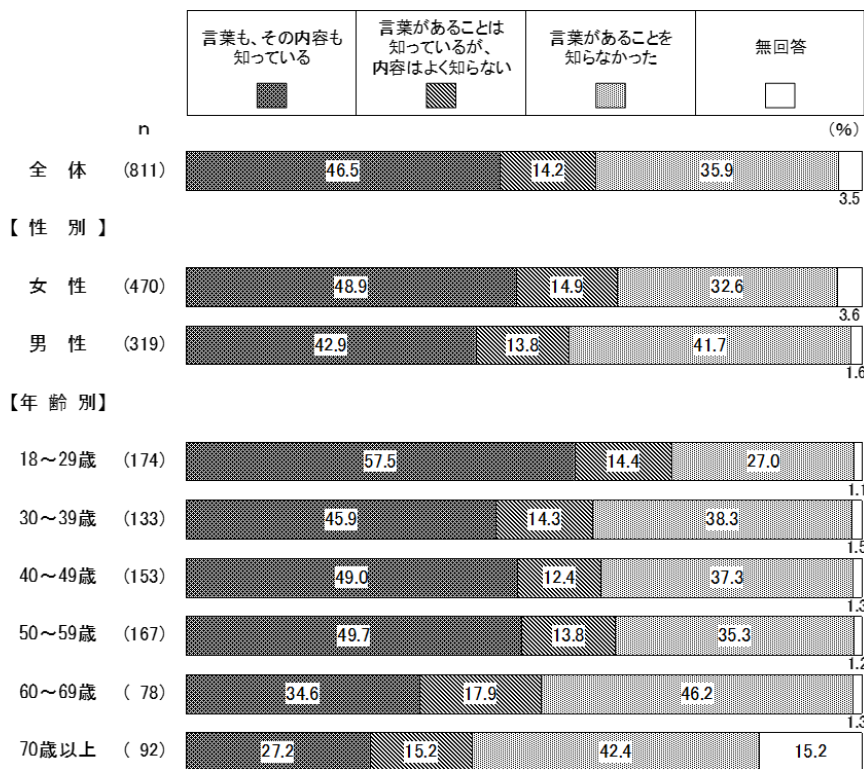 言葉も、その内容も
知っている
言葉があることは
知っているが、
内容はよく知らない
言葉があることを
知らなかった
無回答
n
(%)
全 体 (811) 46.5 14.2 35.9 3.5
【 性 別 】
女 性 (470) 48.9 14.9 32.6 3.6
男 性 (319) 42.9 13.8 41.7 1.6
【年 齢 別】
18～29歳 (174) 57.5 14.4 27.0 1.1
30～39歳 (133) 45.9 14.3 38.3 1.5
40～49歳 (153) 49.0 12.4 37.3 1.3
50～59歳 (167) 49.7 13.8 35.3 1.2
60～69歳 ( 78) 34.6 17.9 46.2 1.3
70歳以上 ( 92) 27.2 15.2 42.4 15.2